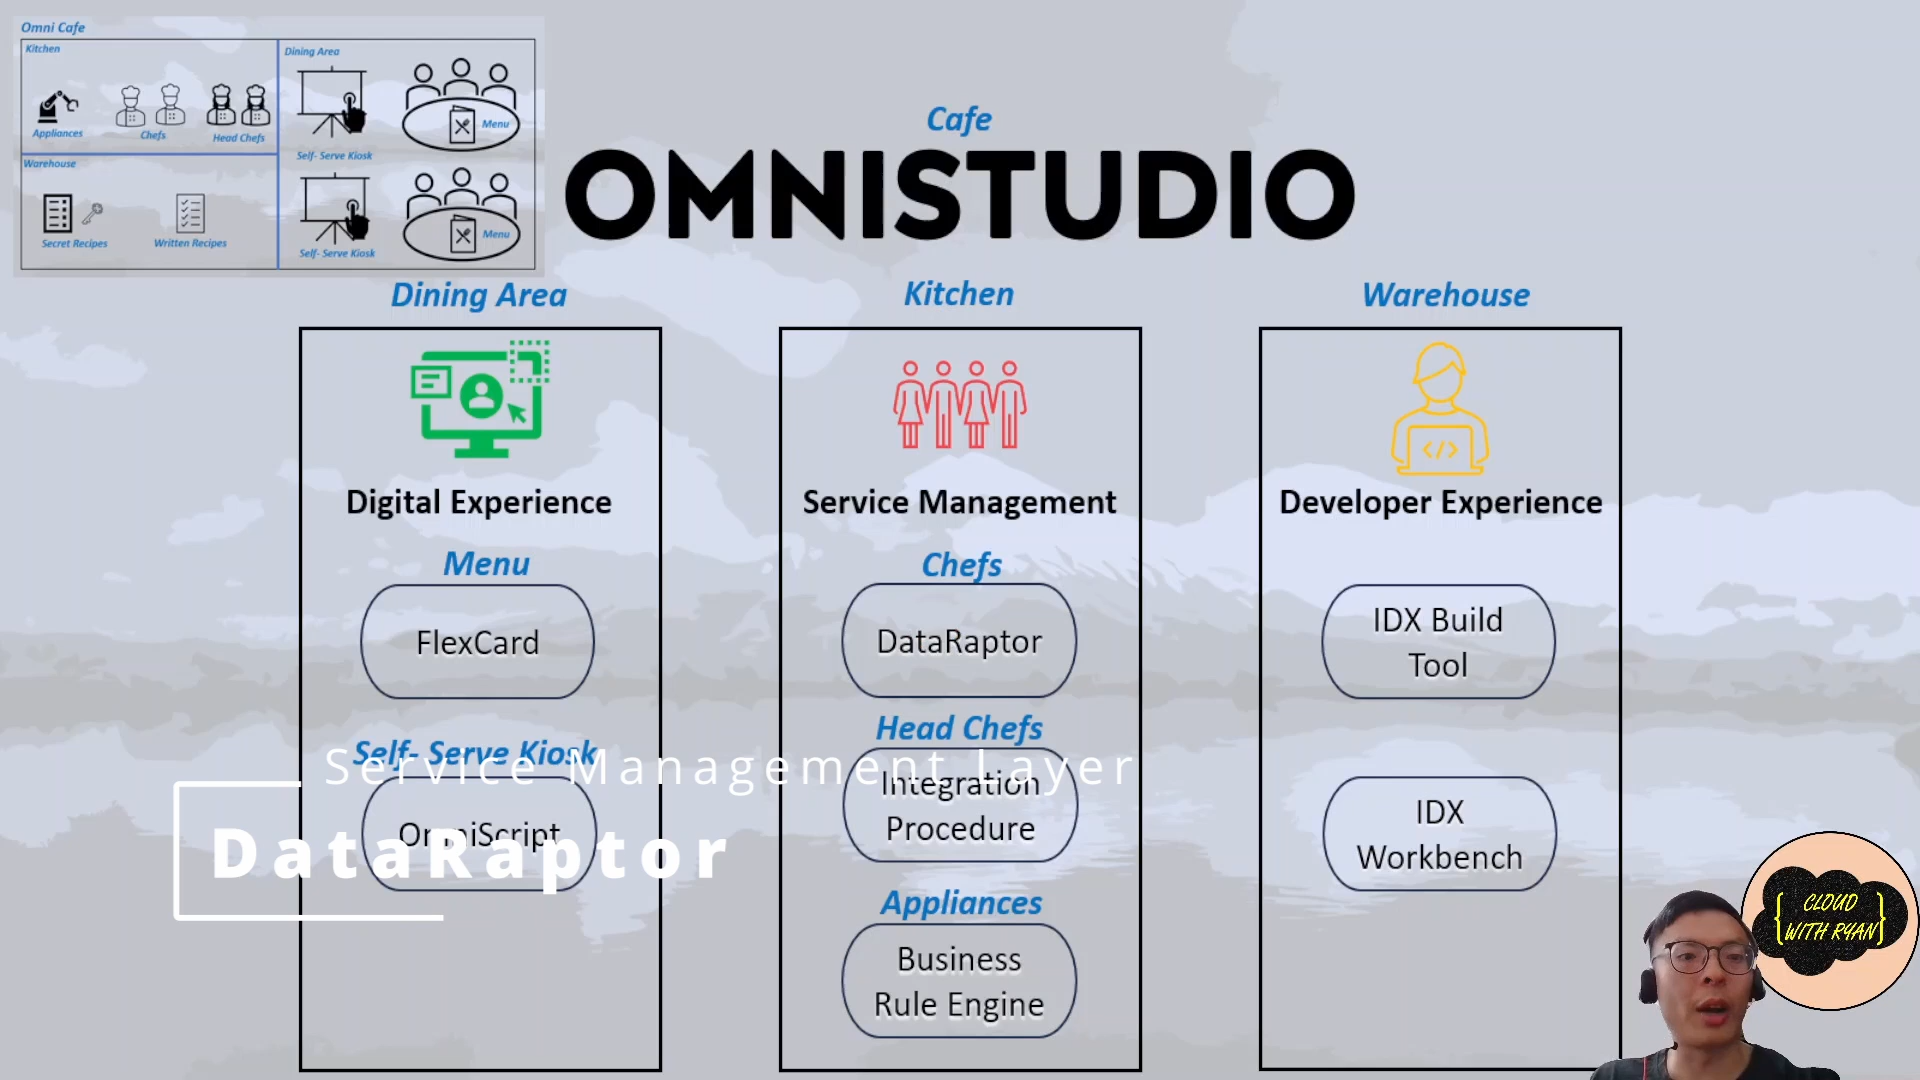 Omni Cafe
Kitchen
Dining Area
Appliances
Chefs
Head Chefs
Menu
Self- Serve Kiosk
Warehouse
Secret Recipes
Written Recipes
Menu
Self- Serve Kiosk
Cafe
OMNISTUDIO
Dining Area
Kitchen
Warehouse
Digital Experience
Service Management
Developer Experience
</>
Menu
FlexCard
Self- Serve Kiosk
OmniScript
Chefs
DataRaptor
Head Chefs
Integration
Procedure
Appliances
Business
Rule Engine
IDX Build
Tool
IDX
Workbench
Service Management Layer
DataRaptor
{CLOUD
WITH RYAN}